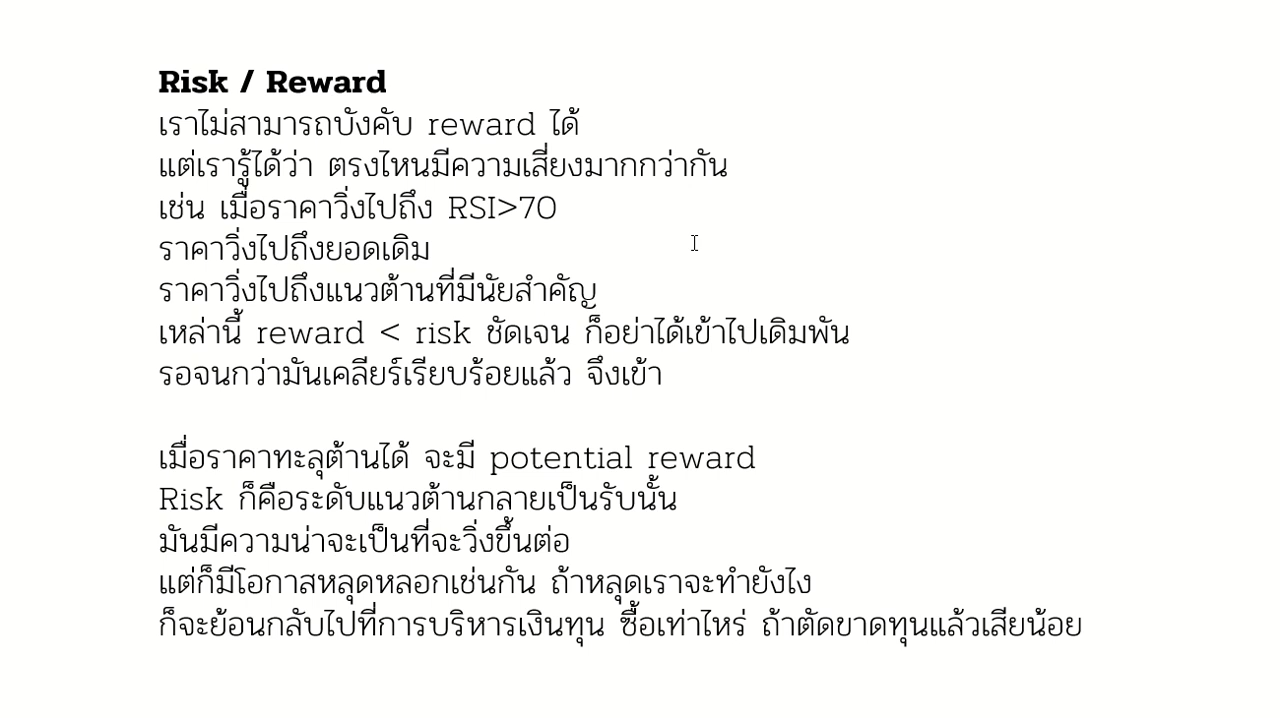 Risk / Reward
เราไม่สามารถบังคับ reward ได้
แต่เรารู้ได้ว่า ตรงไหนมีความเสี่ยงมากกว่ากัน
เช่น เมื่อราคาวิ่งไปถึง RSI>70
ราคาวิ่งไปถึงยอดเดิม
ราคาวิ่งไปถึงแนวต้านที่มีนัยสำคัญ
เหล่านี้ reward < risk ชัดเจน ก็อย่าได้เข้าไปเดิมพัน
รอจนกว่ามันเคลียร์เรียบร้อยแล้ว จึงเข้า
เมื่อราคาทะลุต้านได้ จะมี potential reward
Risk ก็คือระดับแนวต้านกลายเป็นรับนั้น
มันมีความน่าจะเป็นที่จะวิ่งขึ้นต่อ
แต่ก็มีโอกาสหลุดหลอกเช่นกัน ถ้าหลุดเราจะทำยังไง
ก็จะย้อนกลับไปที่การบริหารเงินทุน ซื้อเท่าไหร่ ถ้าตัดขาดทุนแล้วเสียน้อย